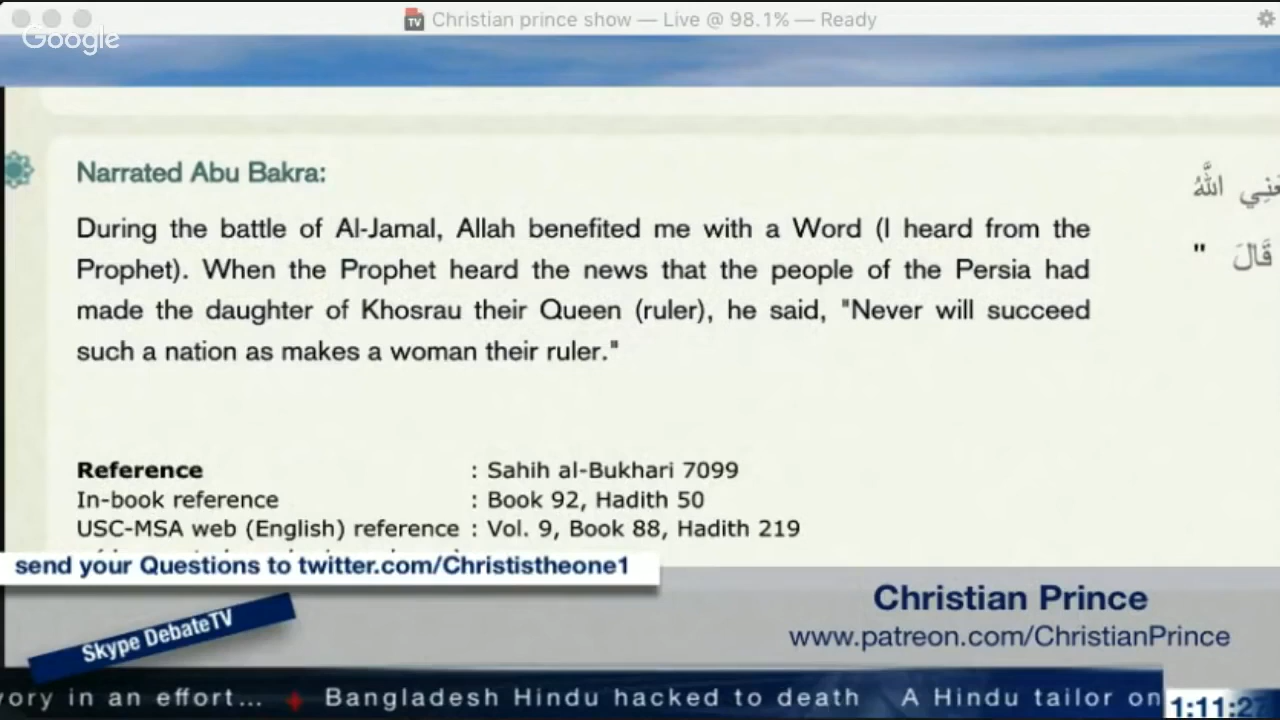 Christian prince show — Live @ 98.1% — Ready
Google
Narrated Abu Bakra:
During the battle of Al-Jamal, Allah benefited me with a Word (I heard from the
Prophet). When the Prophet heard the news that the people of the Persia had
made the daughter of Khosrau their Queen (ruler), he said, "Never will succeed
such a nation as makes a woman their ruler."
اللَّهُ
" قَالَ
Reference : Sahih al-Bukhari 7099
In-book reference : Book 92, Hadith 50
USC-MSA web (English) reference : Vol. 9, Book 88, Hadith 219
send your Questions to twitter.com/Christistheone1
Christian Prince
www.patreon.com/ChristianPrince
Skype DebateTV
ory in an effort... Bangladesh Hindu hacked to death A Hindu tailor on